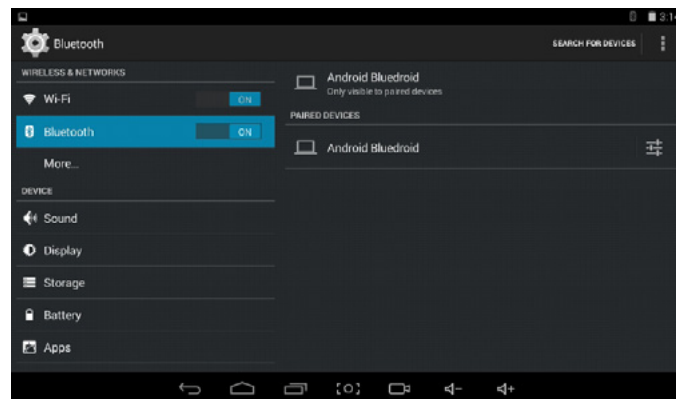 Bluetooth
SEARCH FOR DEVICES
WIRELESS & NETWORKS
Wi-Fi
ON
Bluetooth
ON
More...
DEVICE
Sound
Display
Storage
Battery
Apps
Android Bluedroid
Only visible to paired devices
PAIRED DEVICES
Android Bluedroid